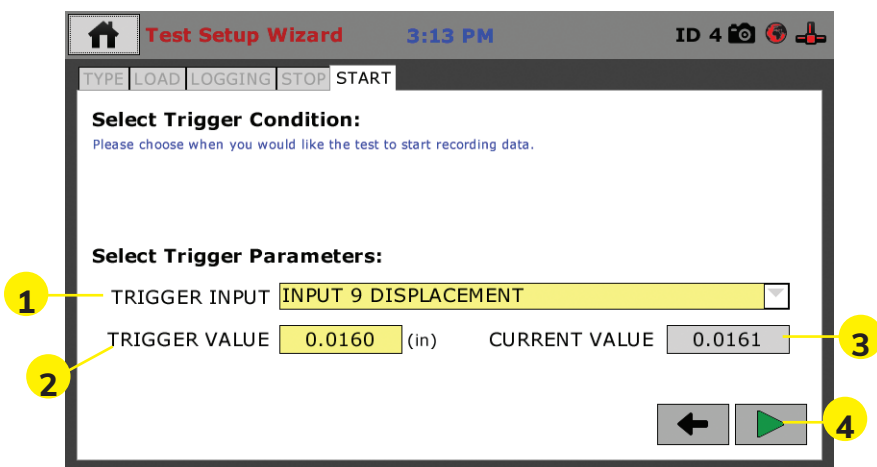 Test Setup Wizard 3:13 PM ID 4
TYPE LOAD LOGGING STOP START
Select Trigger Condition:
Please choose when you would like the test to start recording data.
Select Trigger Parameters:
1 TRIGGER INPUT INPUT 9 DISPLACEMENT
2 TRIGGER VALUE 0.0160 (in) CURRENT VALUE 0.0161 3
4